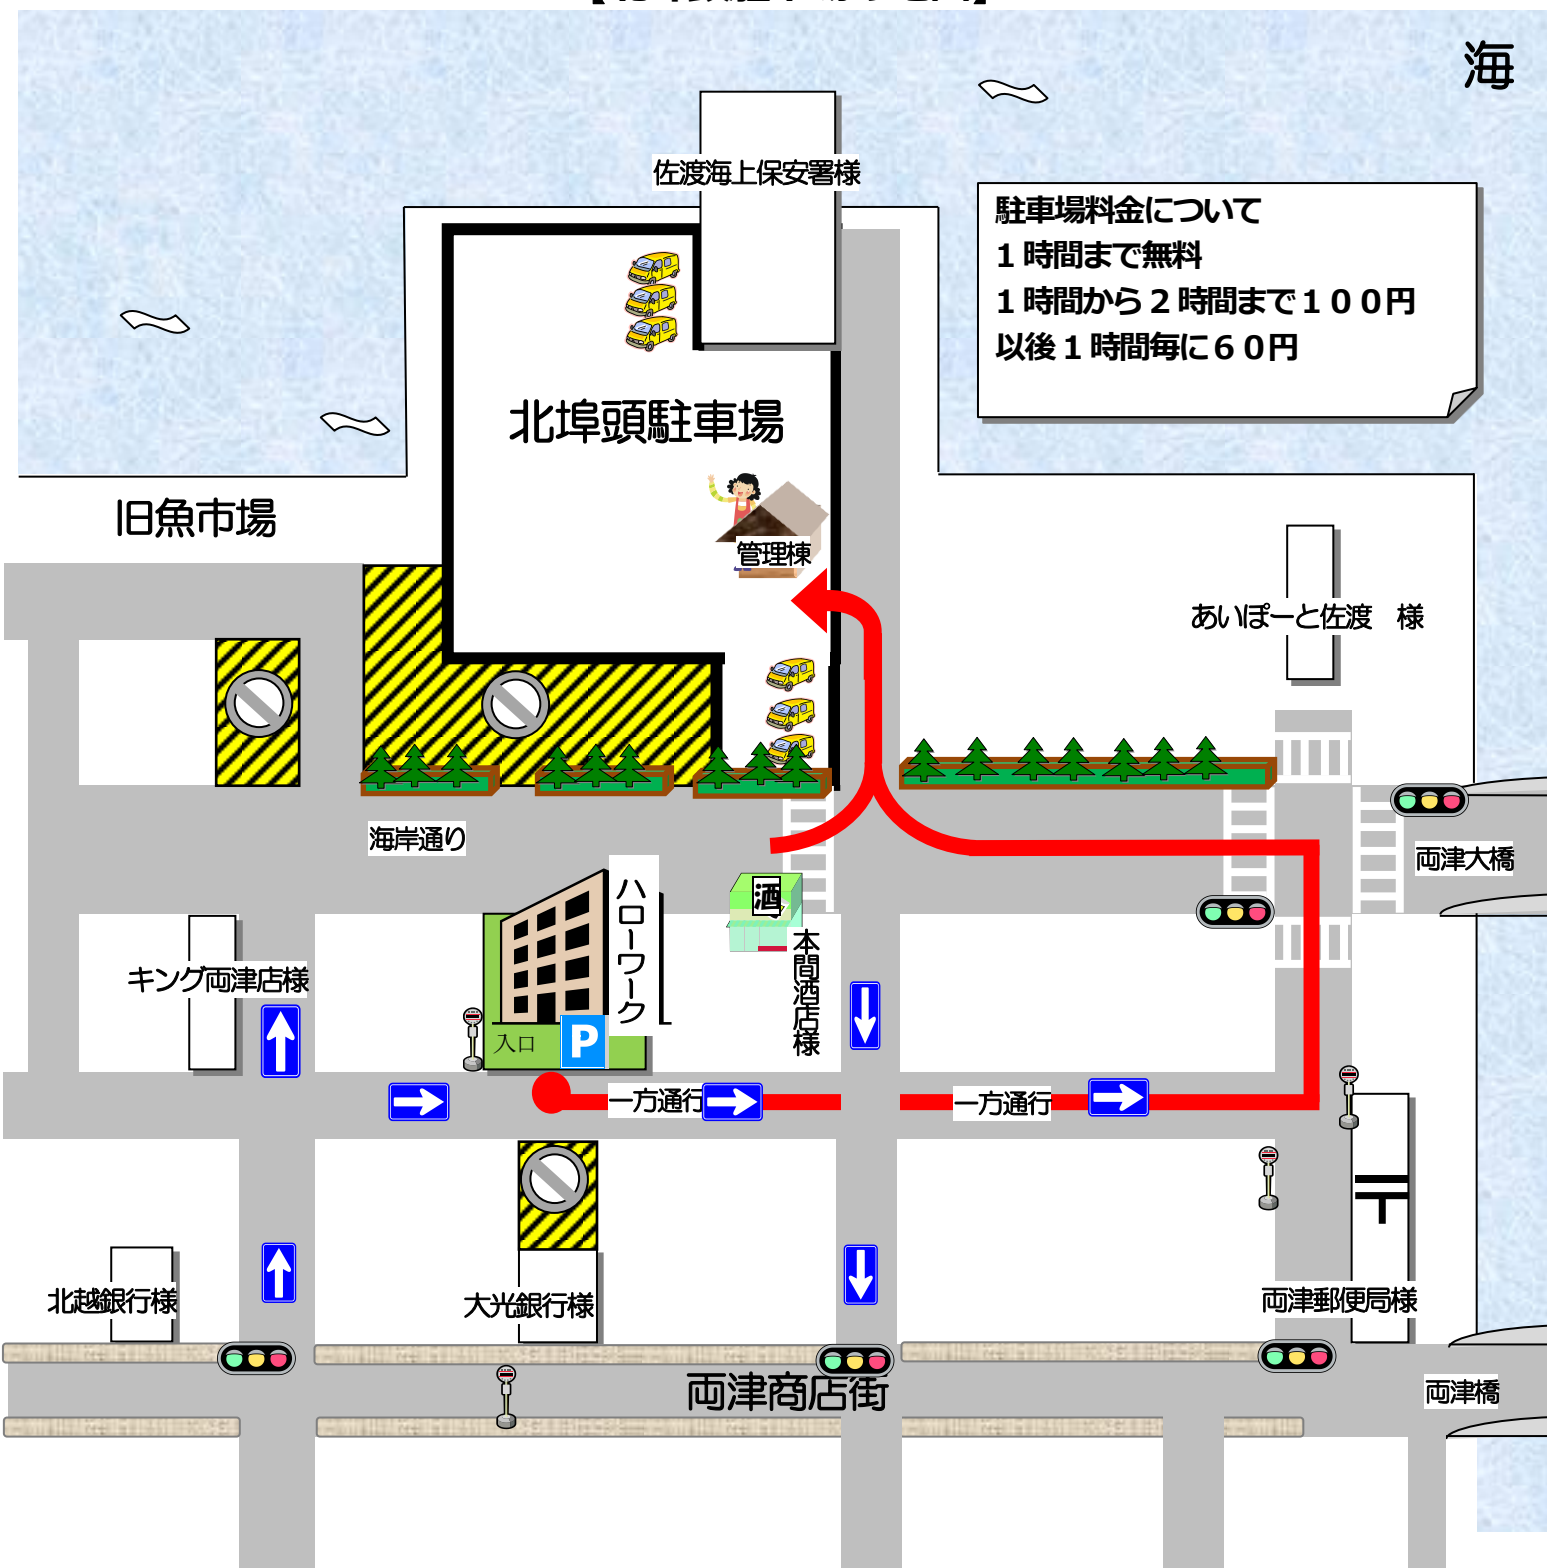 海
佐渡海上保安署様
駐車場料金について
１時間まで無料
１時間から２時間まで１００円
以後１時間毎に６０円
北埠頭駐車場
旧魚市場
管理棟
あいぽーと佐渡　様
海岸通り
両津大橋
ハローワーク
酒
本間酒店様
キング両津店様
入口
P
一方通行
一方通行
〒
北越銀行様
大光銀行様
両津郵便局様
両津商店街
両津橋